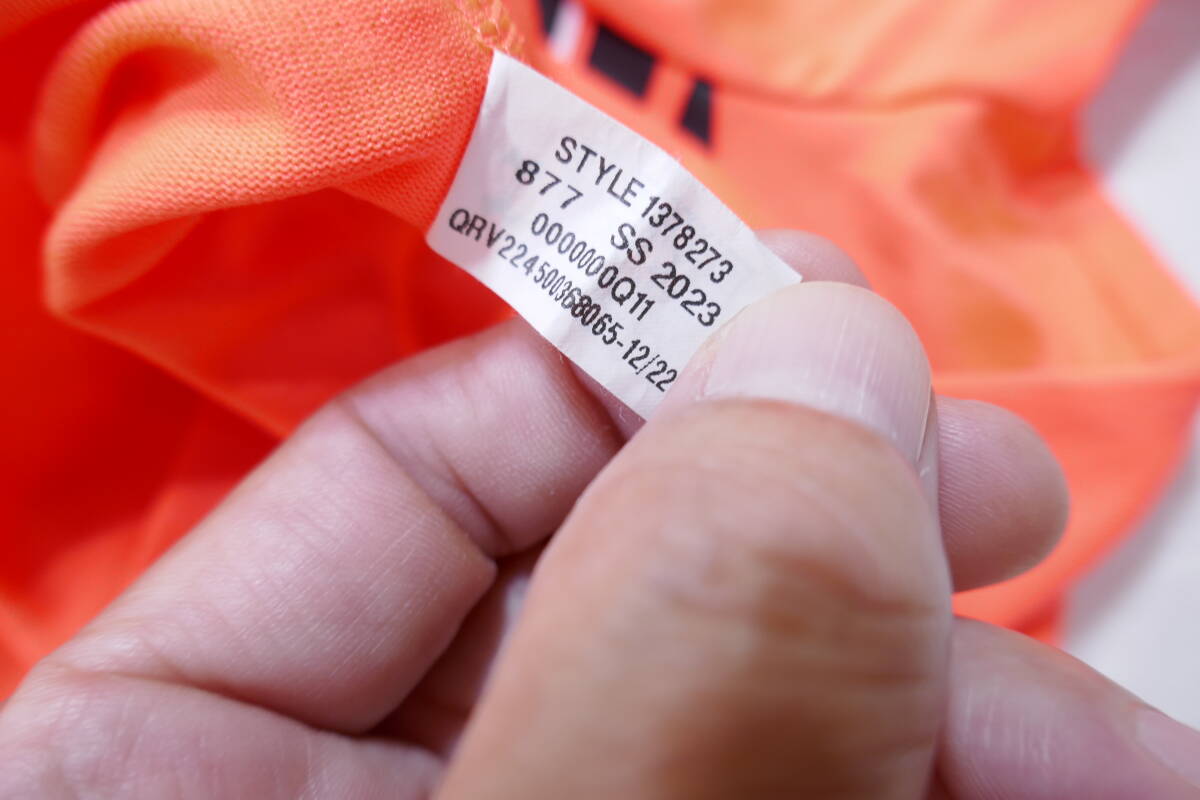 STYLE 1378273
877 SS 2023
0000000Q11
QRV224500368065-12/22